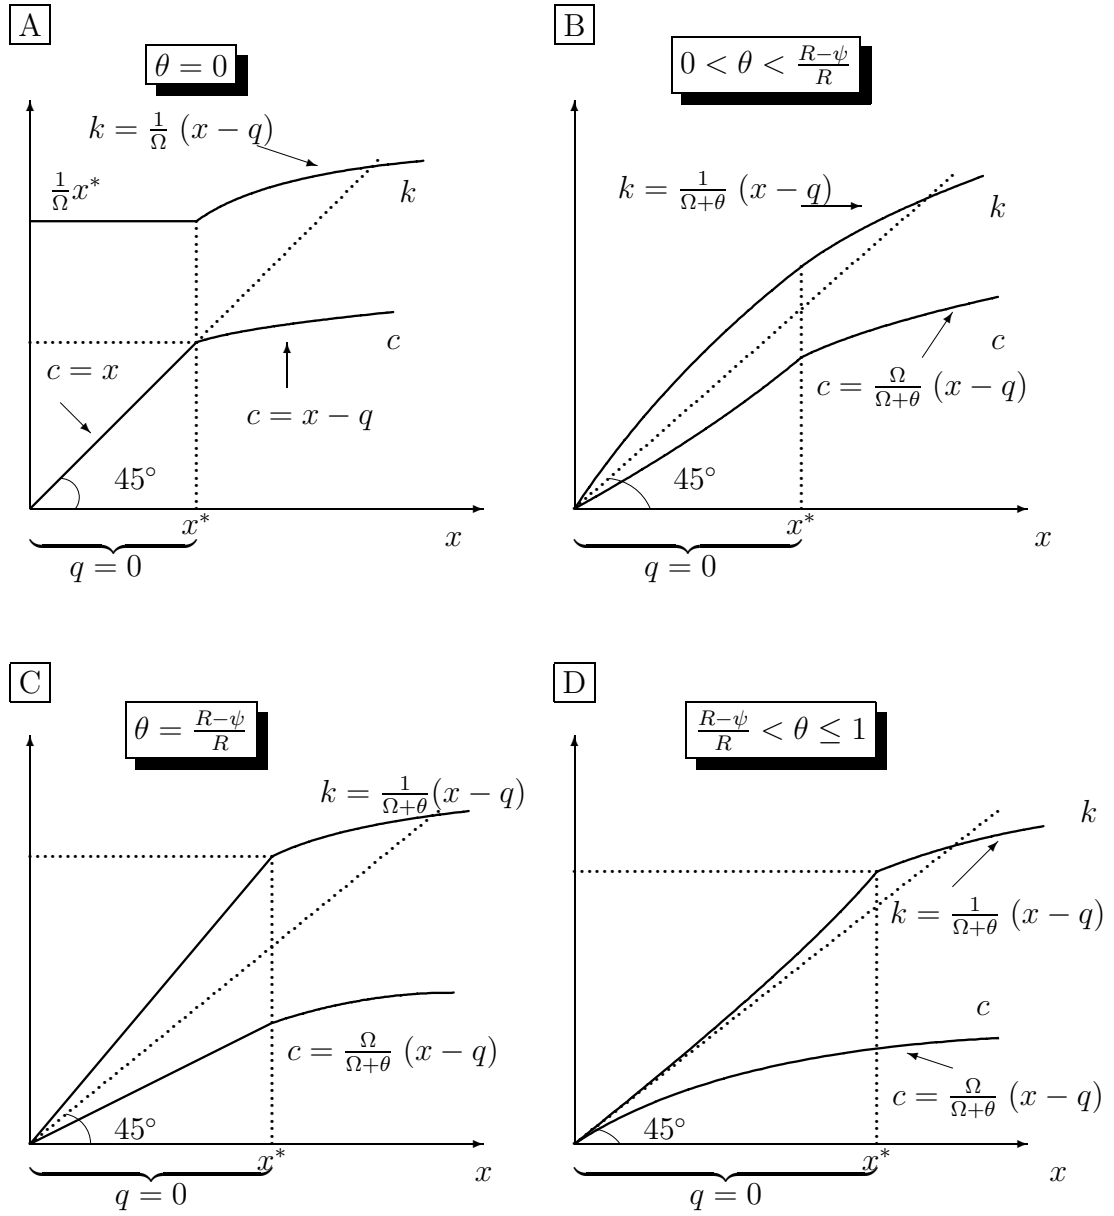 A
θ = 0
k = 1/Ω (x − q)
1/Ω x*
k
c
c = x
c = x − q
45°
x*
x
q = 0
B
0 < θ < R−ψ/R
k = 1/Ω+θ (x − q)
k
c
c = Ω/Ω+θ (x − q)
45°
x*
x
q = 0
C
θ = R−ψ/R
k = 1/Ω+θ (x − q)
c = Ω/Ω+θ (x − q)
45°
x*
x
q = 0
D
R−ψ/R < θ ≤ 1
k
k = 1/Ω+θ (x − q)
c
c = Ω/Ω+θ (x − q)
45°
x*
x
q = 0